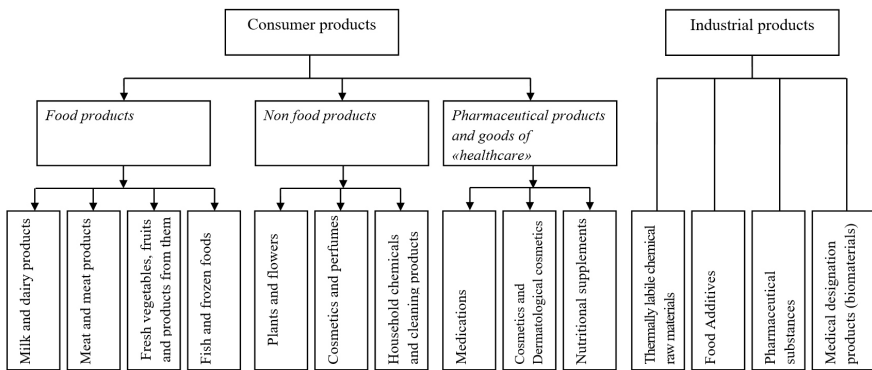 Consumer products
Industrial products
Food products
Non food products
Pharmaceutical products
and goods of
«healthcare»
Milk and dairy products
Meat and meat products
Fresh vegetables, fruits
and products from them
Fish and frozen foods
Plants and flowers
Cosmetics and perfumes
Household chemicals
and cleaning products
Medications
Cosmetics and
Dermatological cosmetics
Nutritional supplements
Thermally labile chemical
raw materials
Food Additives
Pharmaceutical
substances
Medical designation
products (biomaterials)